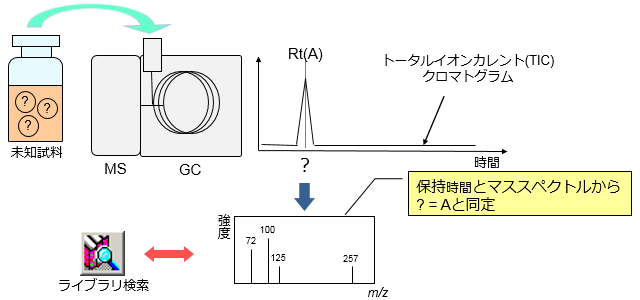 ?
?
?
未知試料
MS
GC
Rt(A)
トータルイオンカレント(TIC)
クロマトグラム
時間
?
保持時間とマススペクトルから
? = Aと同定
強度
72
100
125
257
m/z
ライブラリ検索